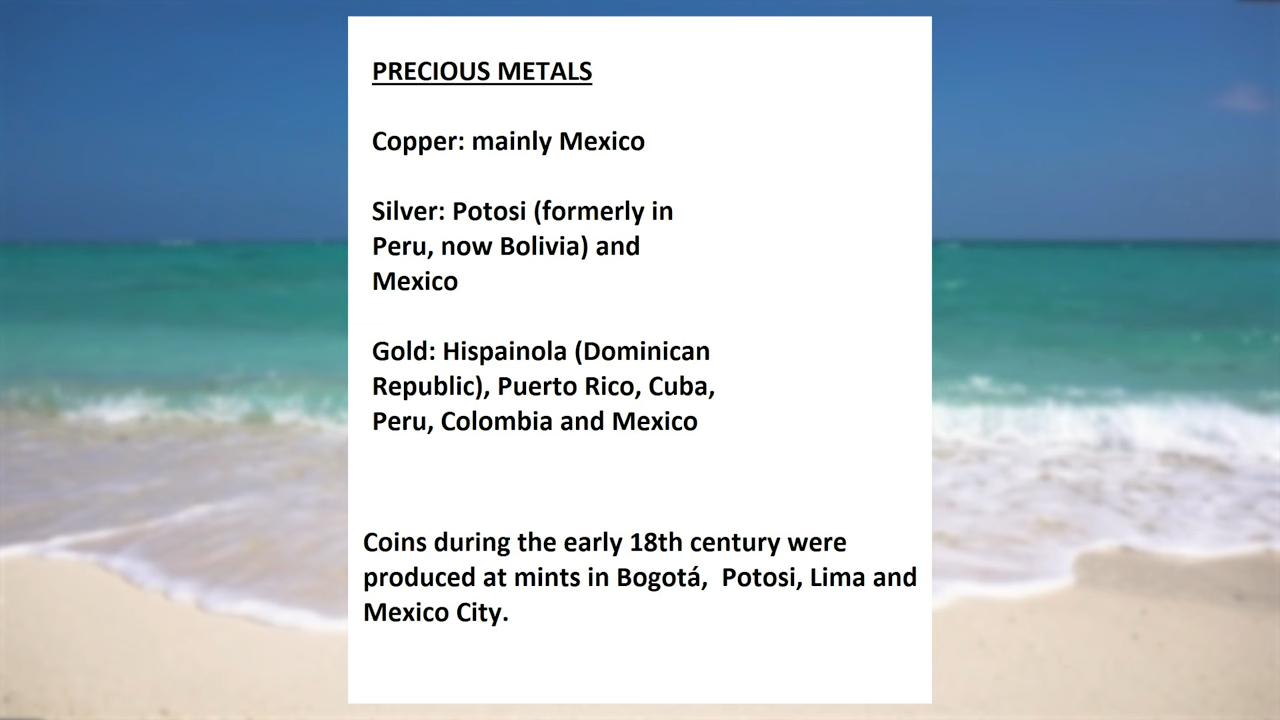 PRECIOUS METALS
Copper: mainly Mexico
Silver: Potosi (formerly in
Peru, now Bolivia) and
Mexico
Gold: Hispainola (Dominican
Republic), Puerto Rico, Cuba,
Peru, Colombia and Mexico
Coins during the early 18th century were
produced at mints in Bogotá,  Potosi, Lima and
Mexico City.